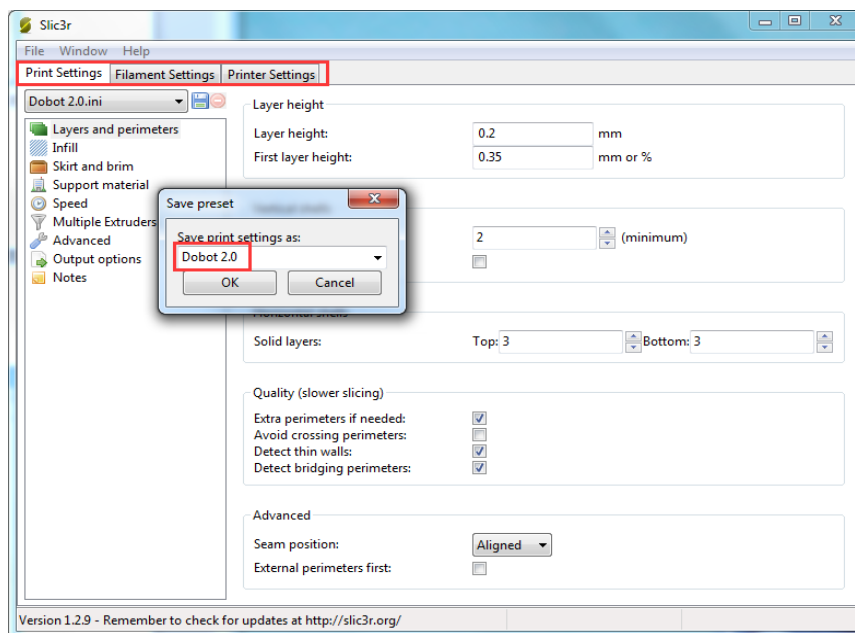 Slic3r
File Window Help
Print Settings Filament Settings Printer Settings
Dobot 2.0.ini
Layers and perimeters
Infill
Skirt and brim
Support material
Speed
Multiple Extruders
Advanced
Output options
Notes
Layer height
Layer height: 0.2 mm
First layer height: 0.35 mm or %
Save preset
Save print settings as:
Dobot 2.0
OK Cancel
2 (minimum)
Horizontal shells
Solid layers: Top: 3 Bottom: 3
Quality (slower slicing)
Extra perimeters if needed:
Avoid crossing perimeters:
Detect thin walls:
Detect bridging perimeters:
Advanced
Seam position: Aligned
External perimeters first:
Version 1.2.9 - Remember to check for updates at http://slic3r.org/